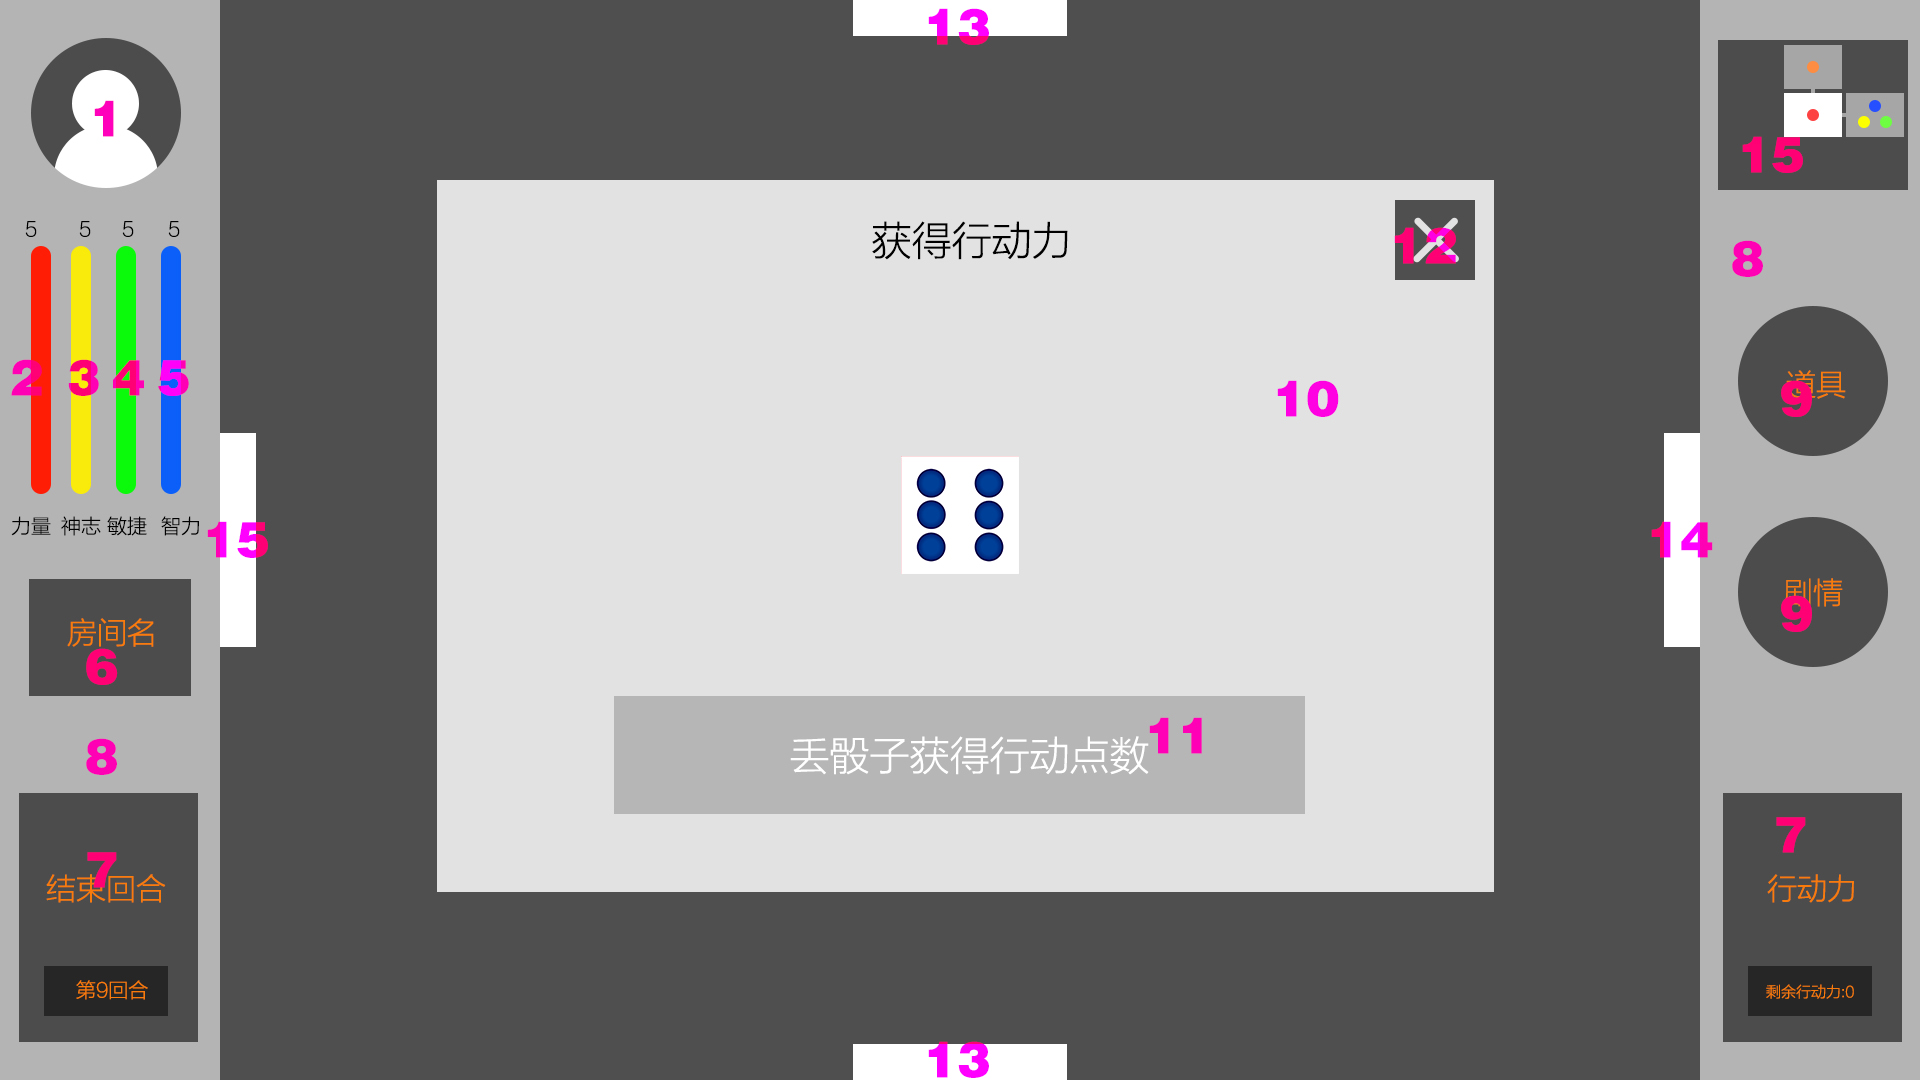 13
1
15
获得行动力
12
5 5 5 5
8
2 3 4 5
10
道具
9
力量 神志 敏捷 智力
15
14
剧情
9
房间名
6
丢骰子获得行动点数
11
8
7
结束回合
7
行动力
第9回合
剩余行动力:0
13